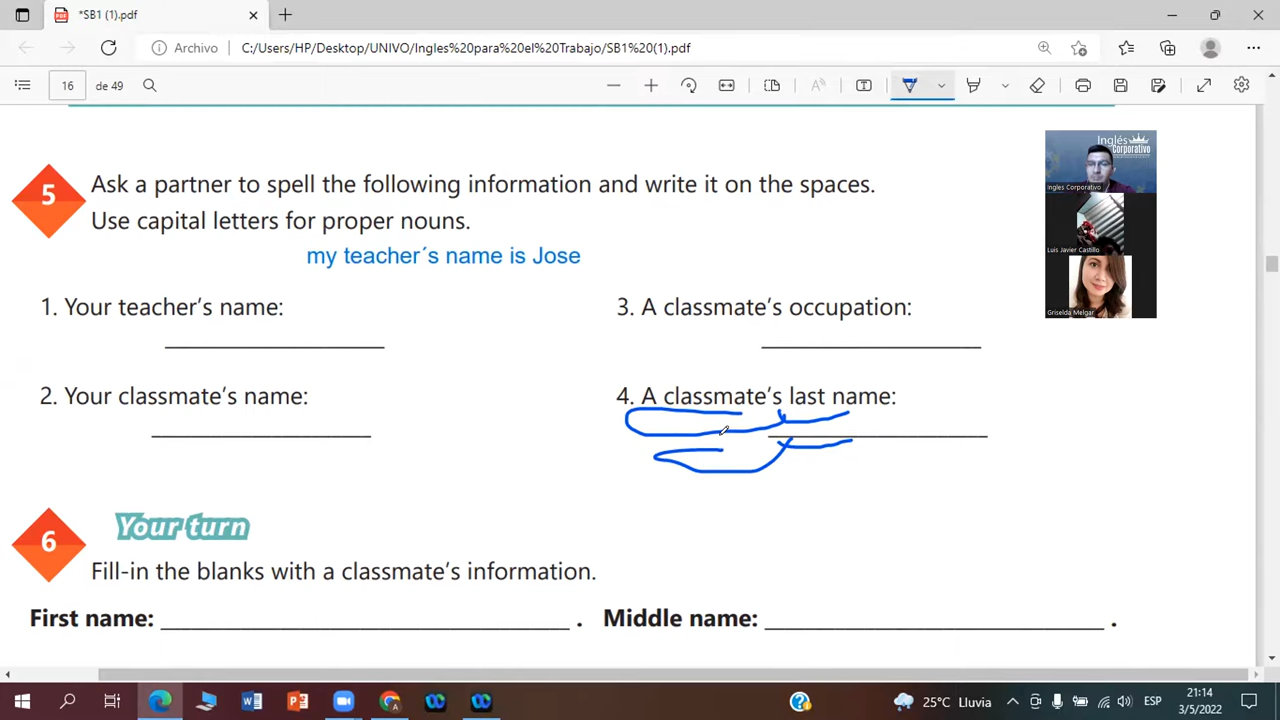 *SB1 (1).pdf
Archivo
C:/Users/HP/Desktop/UNIVO/Ingles%20para%20el%20Trabajo/SB1%20(1).pdf
16 de 49
5
Ask a partner to spell the following information and write it on the spaces.
Use capital letters for proper nouns.
my teacher´s name is Jose
1. Your teacher's name:
3. A classmate's occupation:
2. Your classmate's name:
4. A classmate's last name:
Inglés
Corporativo
Ingles Corporativo
Luis Javier Castillo
Griselda Melgar
6
Your turn
Fill-in the blanks with a classmate's information.
First name: ______ .
Middle name: ______ .
25°C Lluvia
ESP
21:14
3/5/2022